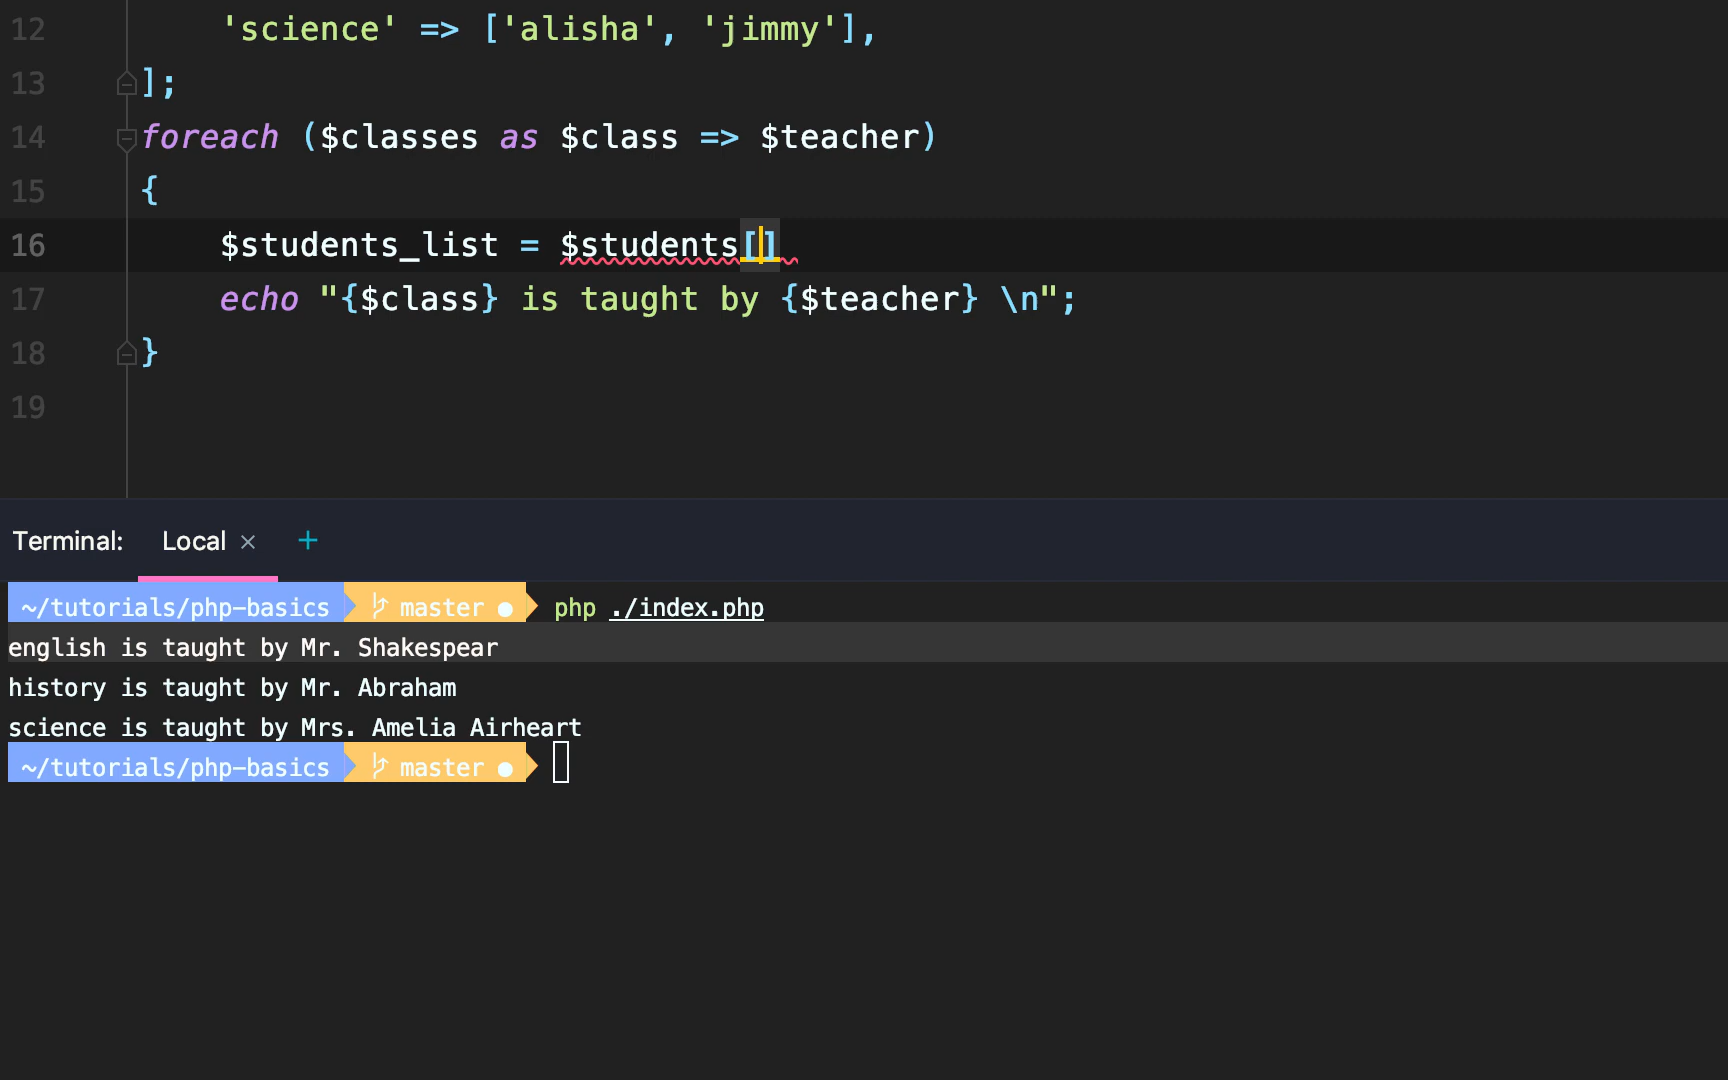 12 'science' => ['alisha', 'jimmy'],
13 ];
14 foreach ($classes as $class => $teacher)
15 {
16 $students_list = $students[]
17 echo "{$class} is taught by {$teacher} \n";
18 }
19
Terminal: Local × +
~/tutorials/php-basics master ● php ./index.php
english is taught by Mr. Shakespear
history is taught by Mr. Abraham
science is taught by Mrs. Amelia Airheart
~/tutorials/php-basics master ●